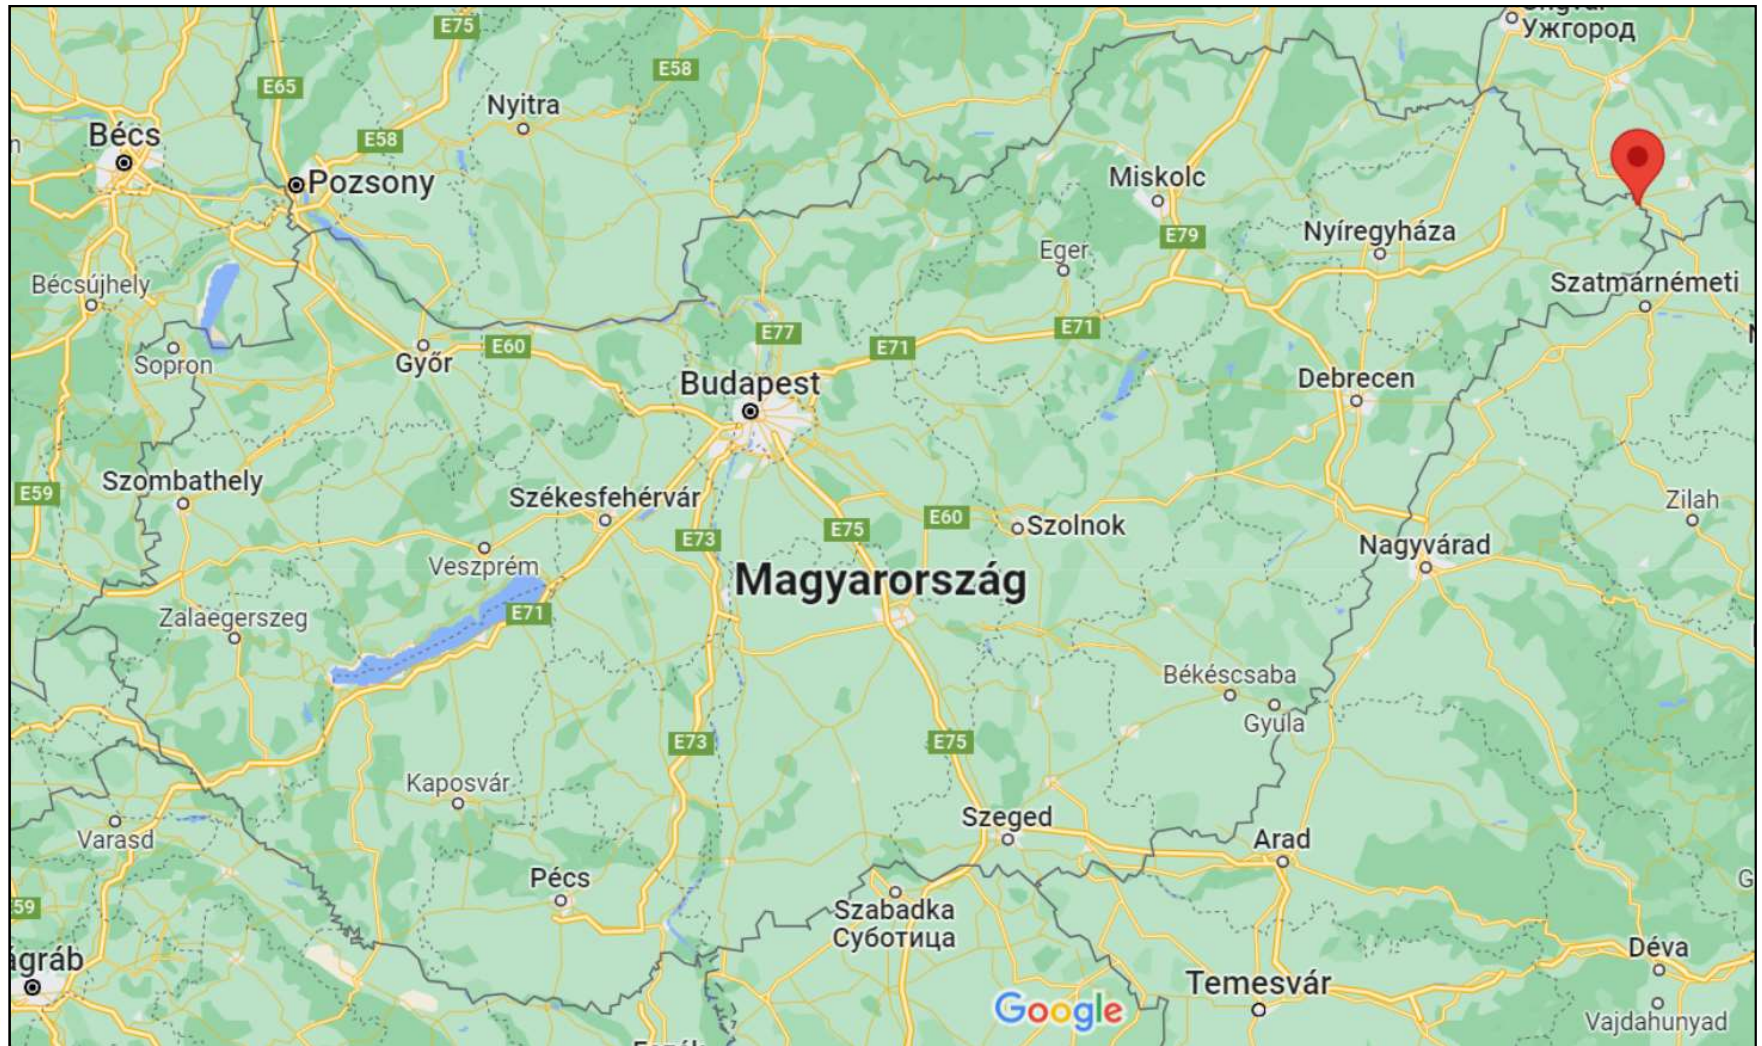 E75
Ужгород
E58
E65
Nyitra
E58
Bécs
Pozsony
Miskolc
E79
Nyíregyháza
Eger
Bécsújhely
Szatmárnémeti
E77
E71
Sopron
Győr
E60
E71
Budapest
Debrecen
Szombathely
E59
Székesfehérvár
Zilah
E75
E60
Szolnok
E73
Nagyvárad
Veszprém
Magyarország
E71
Zalaegerszeg
Békéscsaba
Gyula
E73
E75
Kaposvár
Szeged
Varasd
Arad
Pécs
59
Szabadka
Суботица
Déva
ágráb
Temesvár
Google
Vajdahunyad